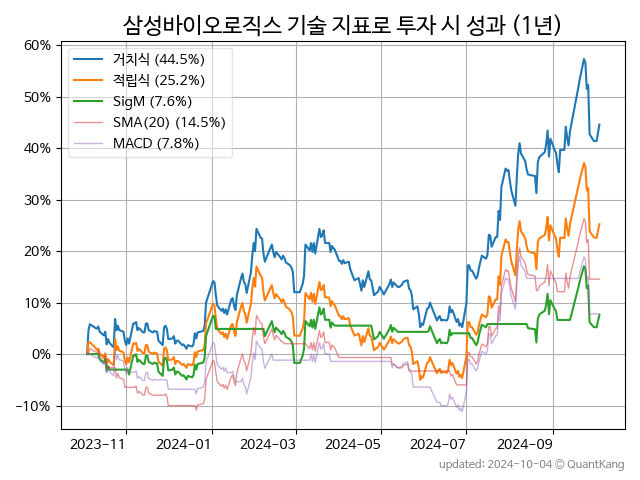 삼성바이오로직스 기술 지표로 투자 시 성과 (1년)
60%
50%
40%
30%
20%
10%
0%
−10%
거치식 (44.5%)
적립식 (25.2%)
SigM (7.6%)
SMA(20) (14.5%)
MACD (7.8%)
2023-11
2024-01
2024-03
2024-05
2024-07
2024-09
updated: 2024-10-04 © QuantKang